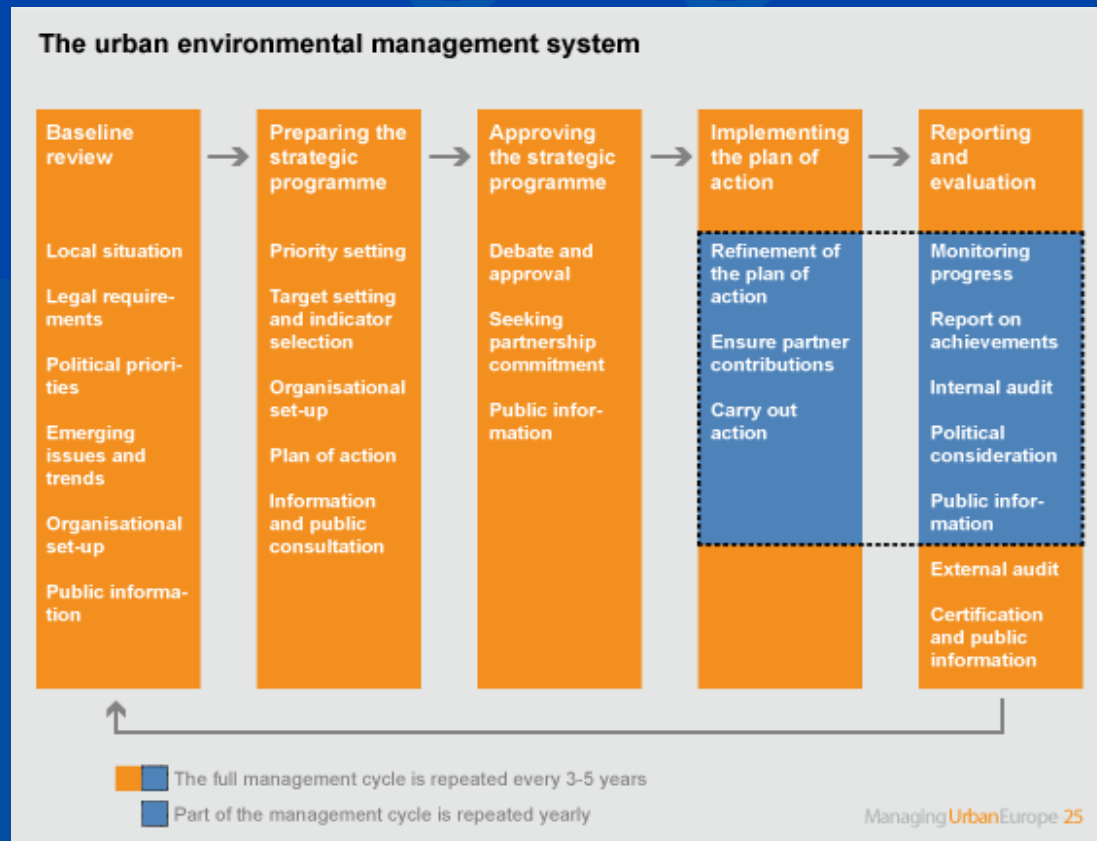 The urban environmental management system
Baseline
review
Local situation
Legal require-
ments
Political priori-
ties
Emerging
issues and
trends
Organisational
set-up
Public informa-
tion
Preparing the
strategic
programme
Priority setting
Target setting
and indicator
selection
Organisational
set-up
Plan of action
Information
and public
consultation
Approving
the strategic
programme
Debate and
approval
Seeking
partnership
commitment
Public infor-
mation
Implementing
the plan of
action
Refinement of
the plan of
action
Ensure partner
contributions
Carry out
action
Reporting
and
evaluation
Monitoring
progress
Report on
achievements
Internal audit
Political
consideration
Public infor-
mation
External audit
Certification
and public
information
The full management cycle is repeated every 3-5 years
Part of the management cycle is repeated yearly
Managing UrbanEurope 25